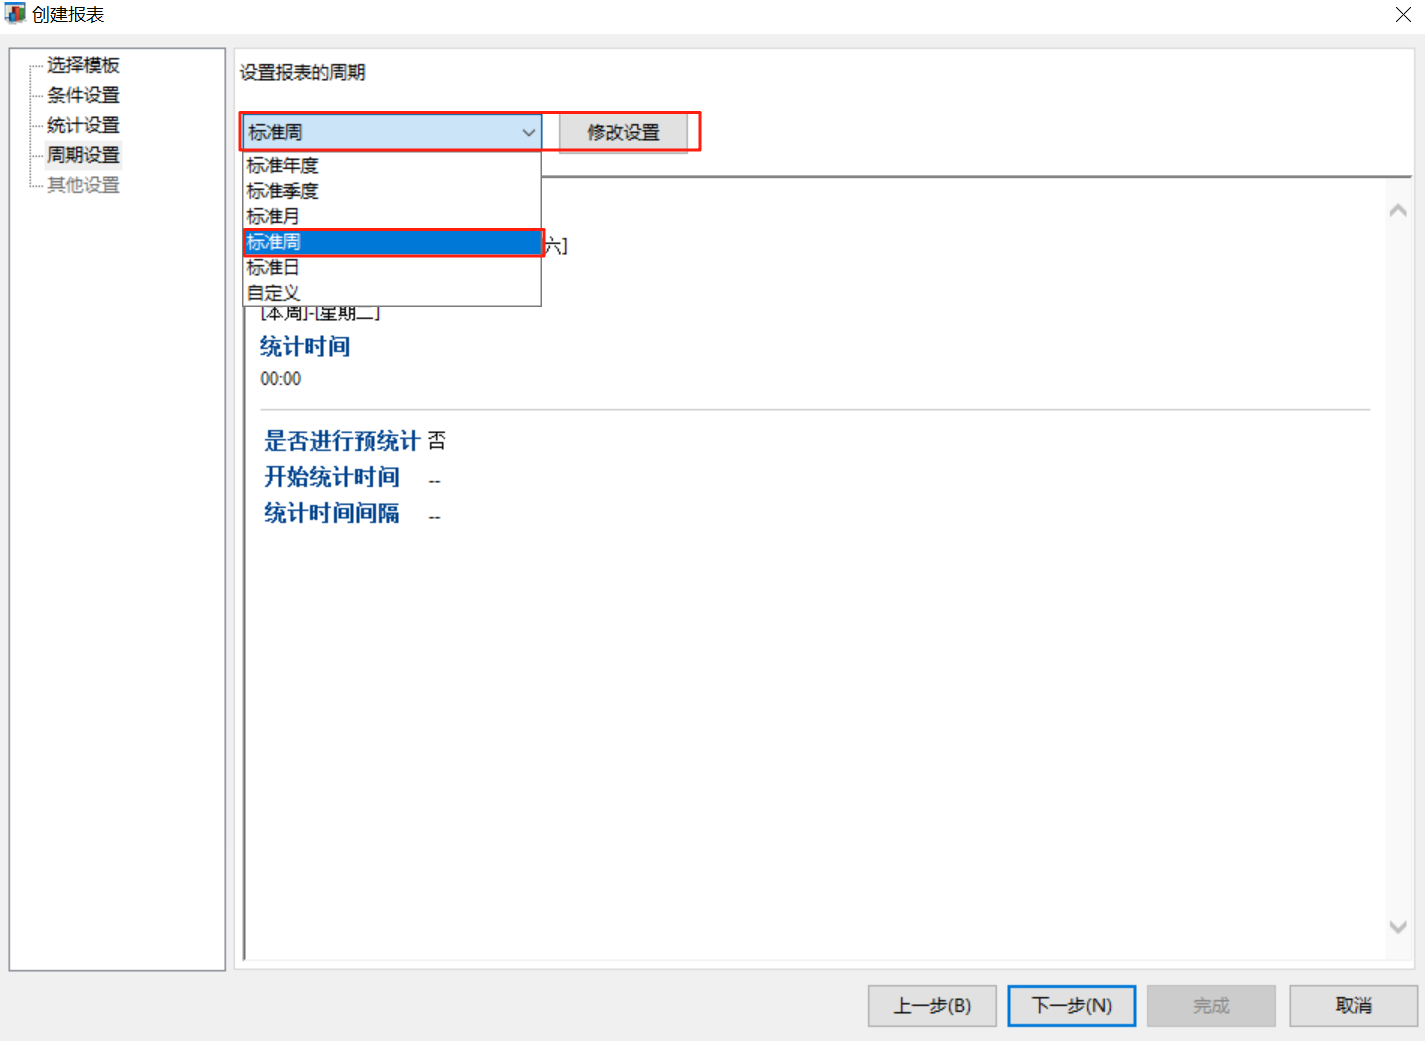 创建报表
选择模板
条件设置
统计设置
周期设置
其他设置
设置报表的周期
标准周
修改设置
标准年度
标准季度
标准月
标准周
六]
标准日
自定义
[本周]-[星期二]
统计时间
00:00
是否进行预统计 否
开始统计时间 --
统计时间间隔 --
上一步(B)
下一步(N)
完成
取消